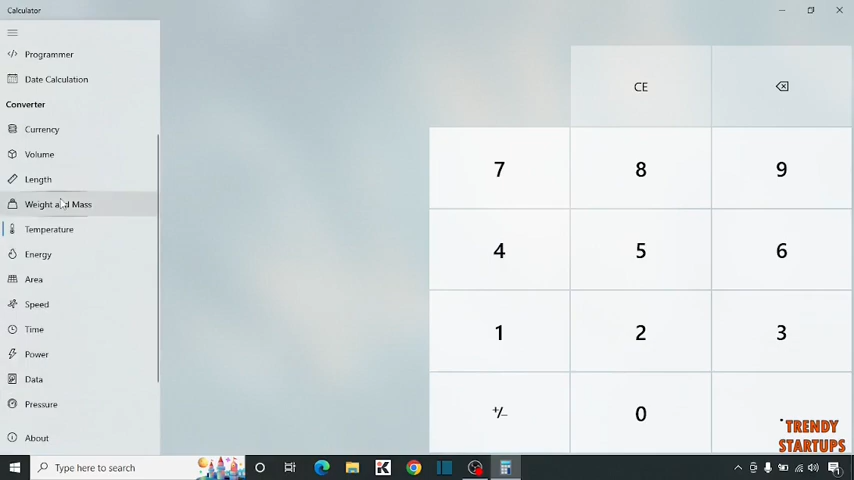 Calculator
Programmer
Date Calculation
Converter
Currency
Volume
Length
Weight and Mass
Temperature
Energy
Area
Speed
Time
Power
Data
Pressure
About
CE
7 8 9
4 5 6
1 2 3
+/− 0 .
TRENDY
STARTUPS
Type here to search
K
1